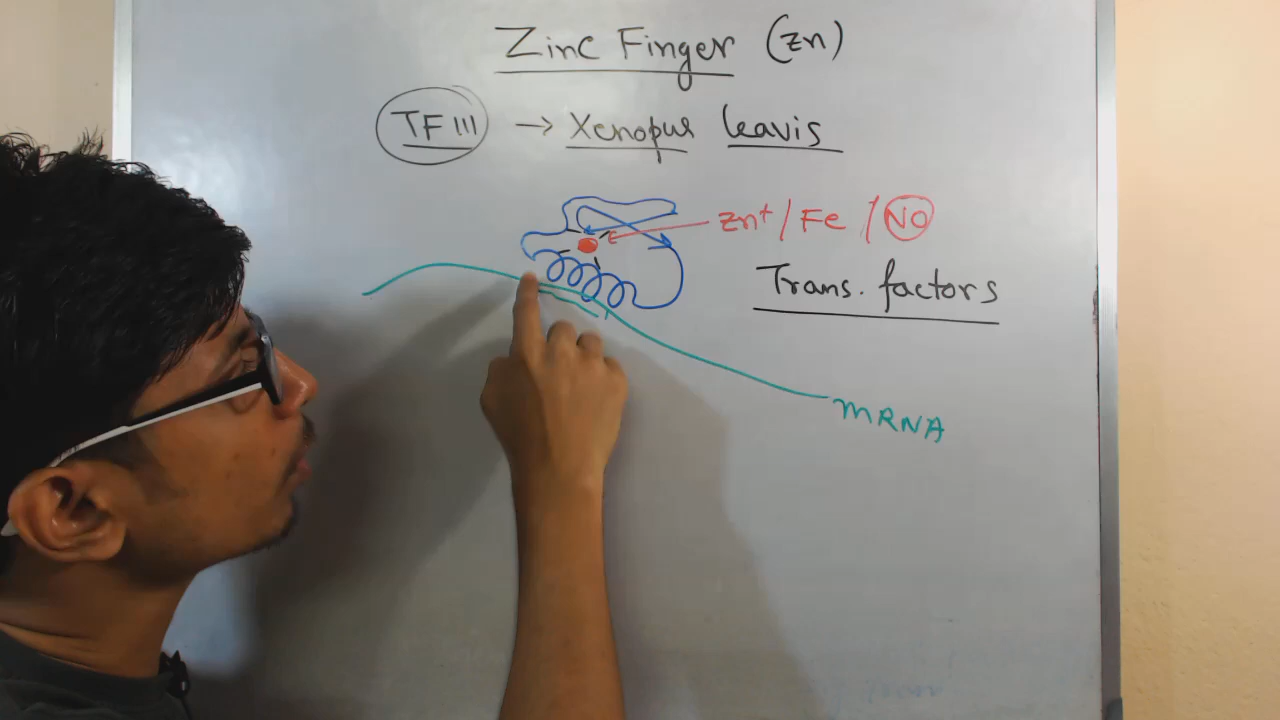 Zinc Finger (Zn)
TF III → Xenopus leavis
Zn+ / Fe / NO
Trans. factors
mRNA